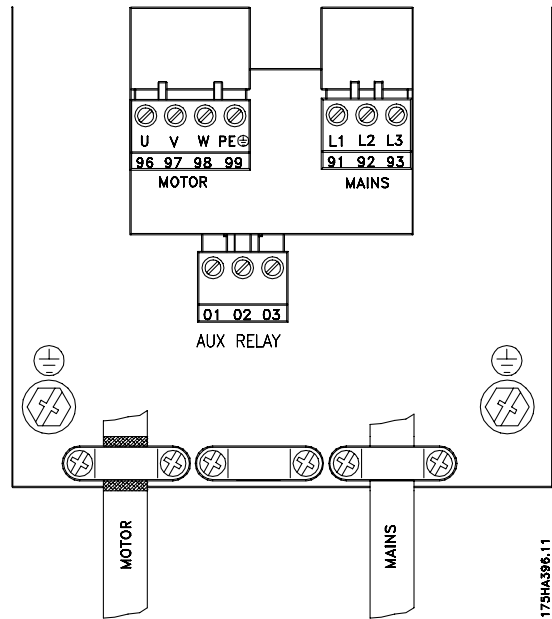 U V W PE
96 97 98 99
MOTOR
L1 L2 L3
91 92 93
MAINS
01 02 03
AUX RELAY
MOTOR
MAINS
175HA396.11